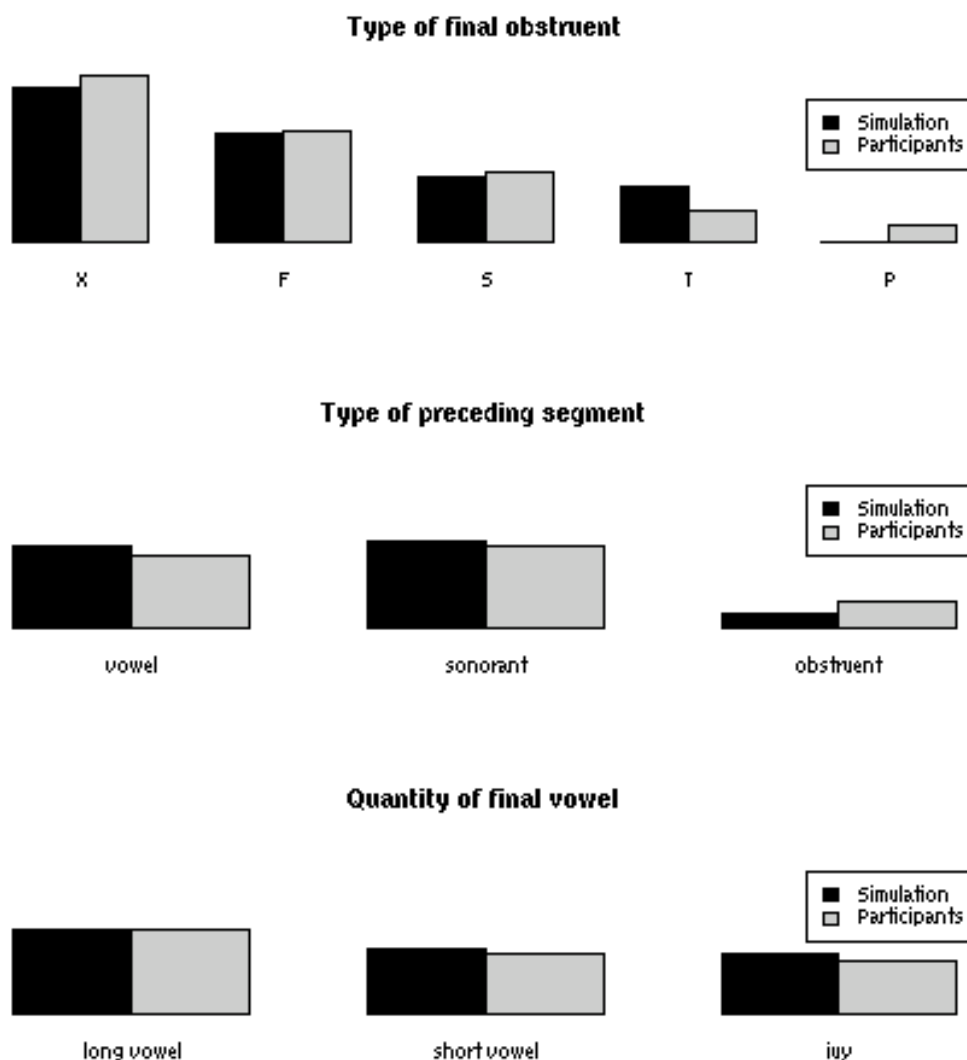 Type of final obstruent
Simulation
Participants
X F S T P
Type of preceding segment
Simulation
Participants
vowel sonorant obstruent
Quantity of final vowel
Simulation
Participants
long vowel short vowel iuy